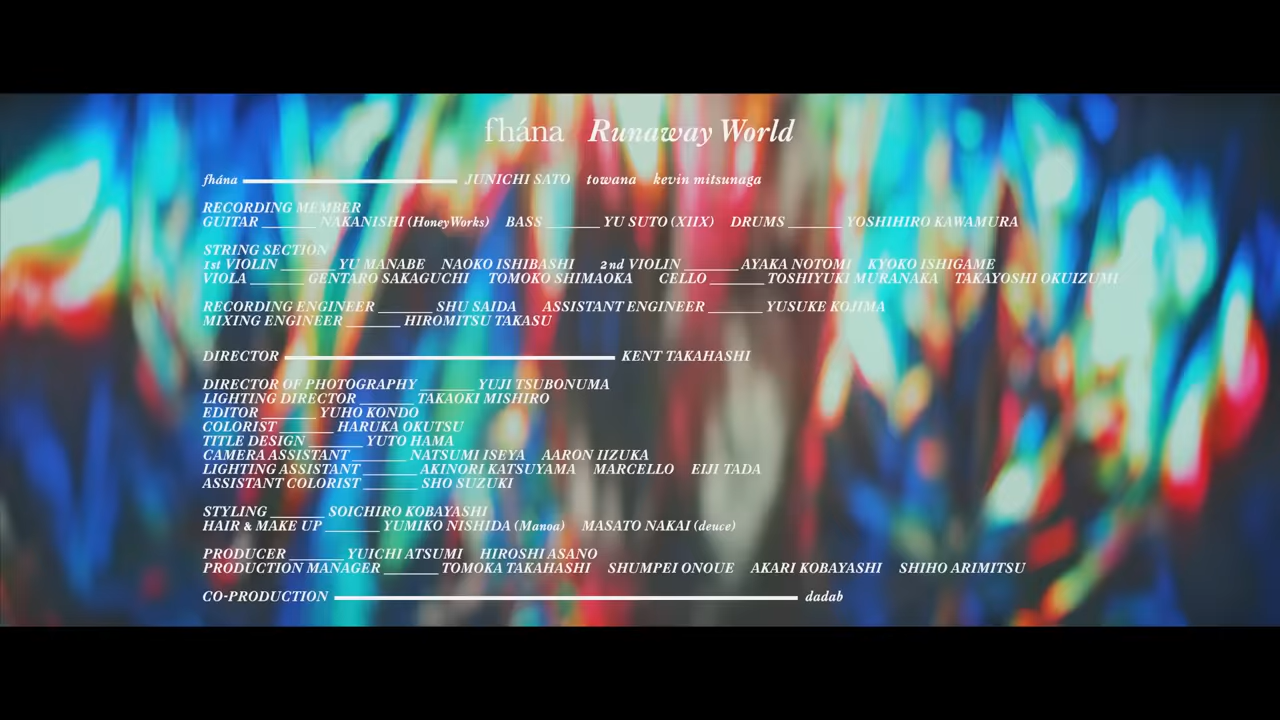 fhána Runaway World
fhána JUNICHI SATO towana kevin mitsunaga
RECORDING MEMBER
GUITAR NAKANISHI (HoneyWorks) BASS YU SUTO (XIIX) DRUMS YOSHIHIRO KAWAMURA
STRING SECTION
1st VIOLIN YU MANABE NAOKO ISHIBASHI 2nd VIOLIN AYAKA NOTOMI KYOKO ISHIGAME
VIOLA GENTARO SAKAGUCHI TOMOKO SHIMAOKA CELLO TOSHIYUKI MURANAKA TAKAYOSHI OKUIZUMI
RECORDING ENGINEER SHU SAIDA ASSISTANT ENGINEER YUSUKE KOJIMA
MIXING ENGINEER HIROMITSU TAKASU
DIRECTOR KENT TAKAHASHI
DIRECTOR OF PHOTOGRAPHY YUJI TSUBONUMA
LIGHTING DIRECTOR TAKAOKI MISHIRO
EDITOR YUHO KONDO
COLORIST HARUKA OKUTSU
TITLE DESIGN YUTO HAMA
CAMERA ASSISTANT NATSUMI ISEYA AARON IIZUKA
LIGHTING ASSISTANT AKINORI KATSUYAMA MARCELLO EIJI TADA
ASSISTANT COLORIST SHO SUZUKI
STYLING SOICHIRO KOBAYASHI
HAIR & MAKE UP YUMIKO NISHIDA (Manoa) MASATO NAKAI (deuce)
PRODUCER YUICHI ATSUMI HIROSHI ASANO
PRODUCTION MANAGER TOMOKA TAKAHASHI SHUMPEI ONOUE AKARI KOBAYASHI SHIHO ARIMITSU
CO-PRODUCTION dadab